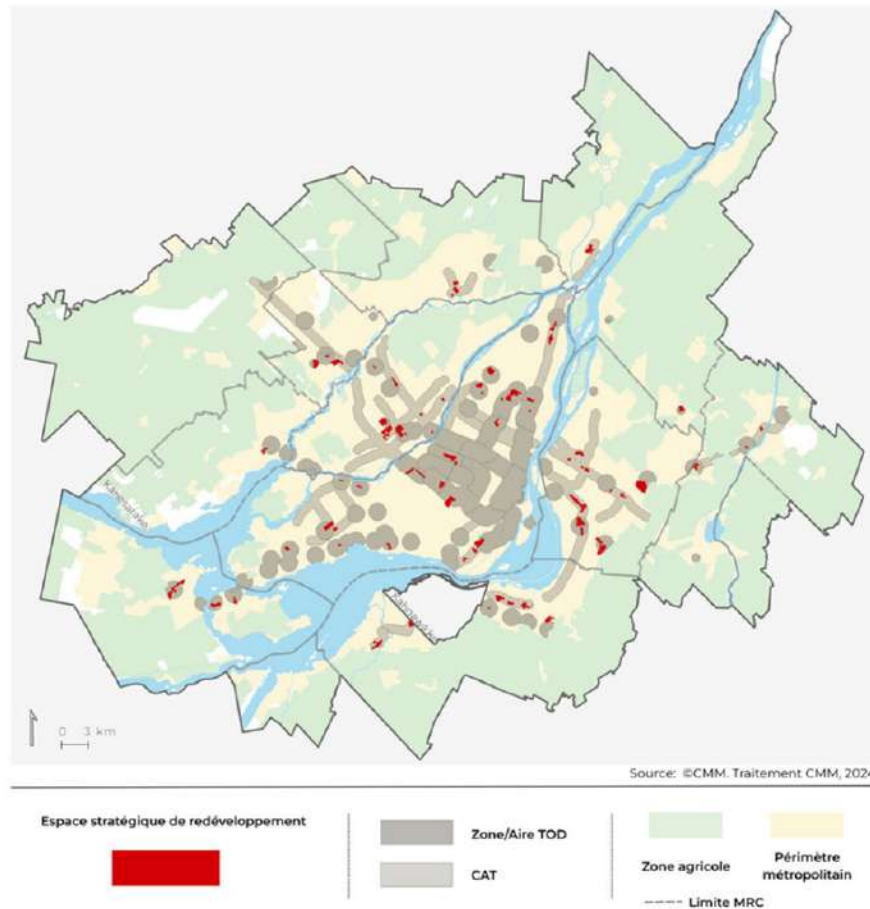 Kanesatake
Kahnawake
0 3 km
Source: ©CMM. Traitement CMM, 2024
Espace stratégique de redéveloppement
Zone/Aire TOD
CAT
Zone agricole
Périmètre
métropolitain
Limite MRC